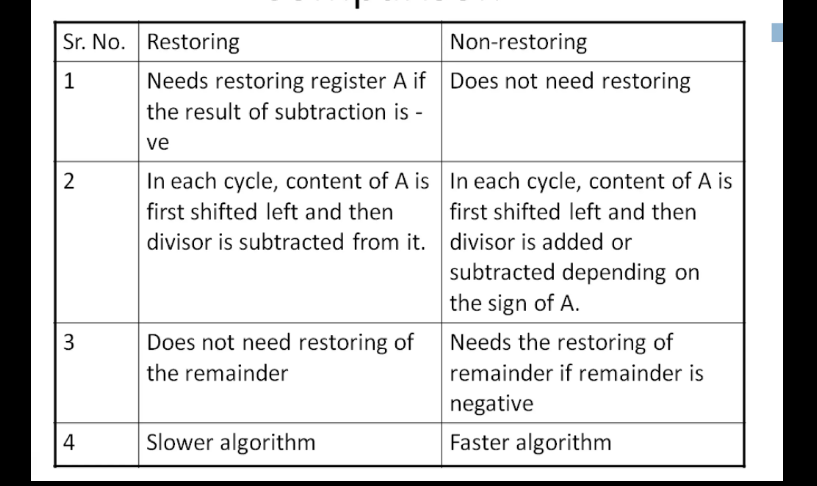 Sr. No. Restoring Non-restoring
1 Needs restoring register A if Does not need restoring
the result of subtraction is -
ve
2 In each cycle, content of A is In each cycle, content of A is
first shifted left and then first shifted left and then
divisor is subtracted from it. divisor is added or
subtracted depending on
the sign of A.
3 Does not need restoring of Needs the restoring of
the remainder remainder if remainder is
negative
4 Slower algorithm Faster algorithm